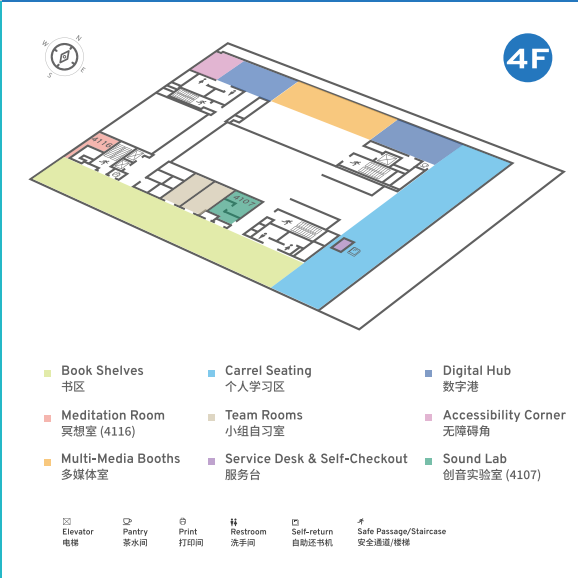 N
W
E
S
4F
4116
4107
Book Shelves
书区
Carrel Seating
个人学习区
Digital Hub
数字港
Meditation Room
冥想室 (4116)
Team Rooms
小组自习室
Accessibility Corner
无障碍角
Multi-Media Booths
多媒体室
Service Desk & Self-Checkout
服务台
Sound Lab
创音实验室 (4107)
Elevator
电梯
Pantry
茶水间
Print
打印间
Restroom
洗手间
Self-return
自助还书机
Safe Passage/Staircase
安全通道/楼梯